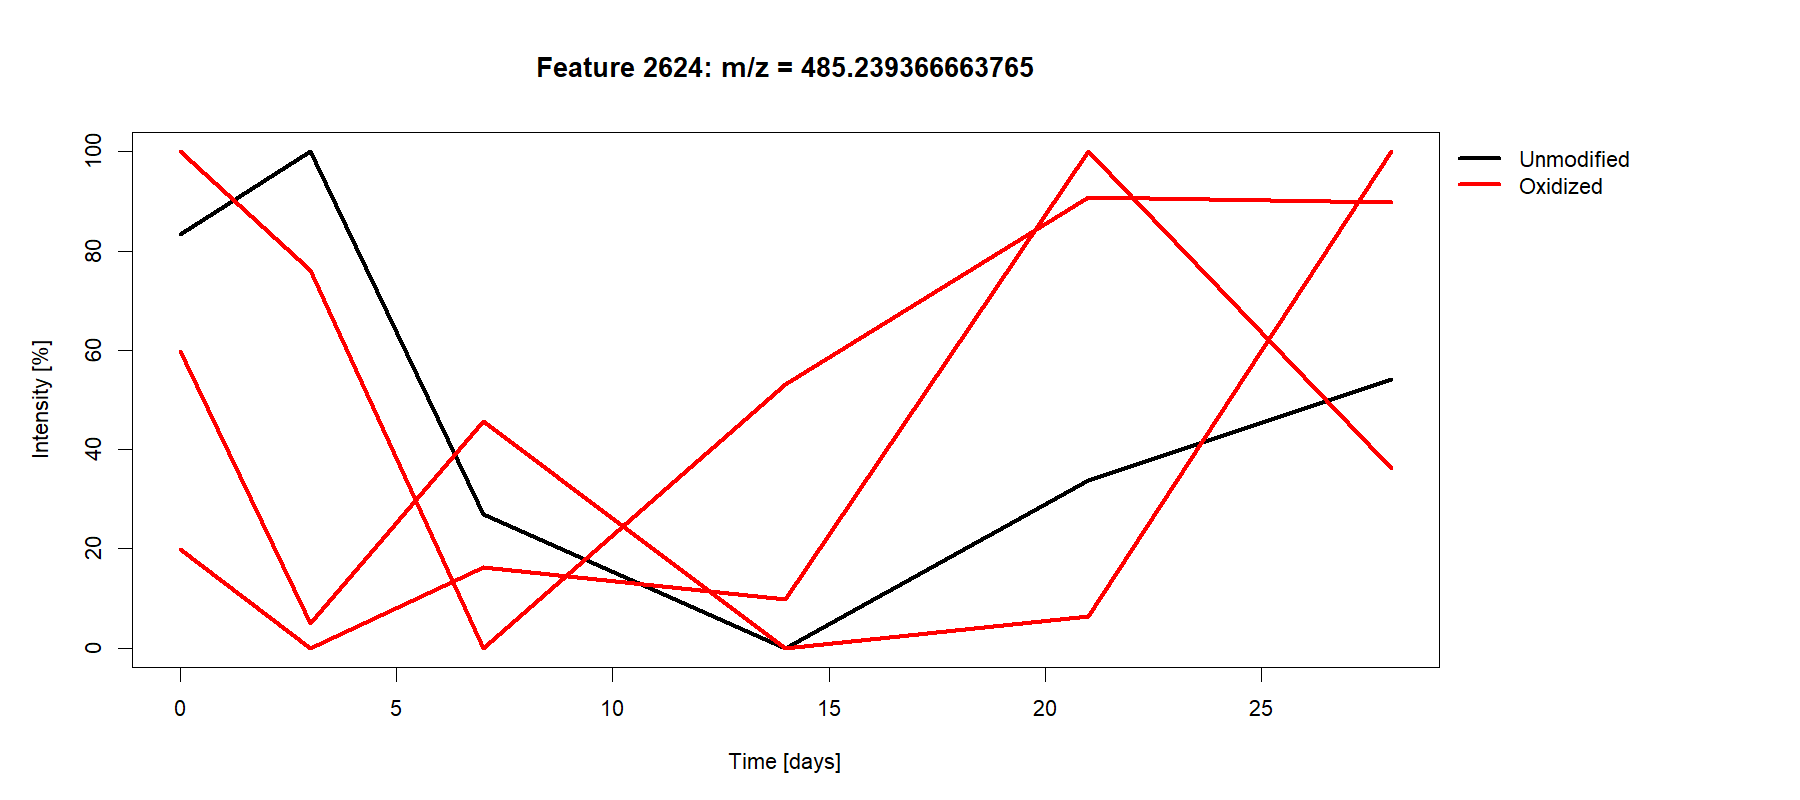 Feature 2624: m/z = 485.239366663765
Unmodified
Oxidized
Intensity [%]
100
80
60
40
20
0
0 5 10 15 20 25
Time [days]